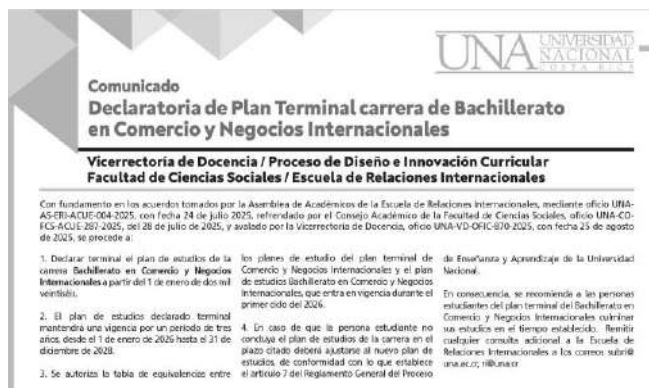 UNA UNIVERSIDAD
NACIONAL
COSTA RICA
Comunicado
Declaratoria de Plan Terminal carrera de Bachillerato
en Comercio y Negocios Internacionales
Vicerrectoría de Docencia / Proceso de Diseño e Innovación Curricular
Facultad de Ciencias Sociales / Escuela de Relaciones Internacionales
Con fundamento en los acuerdos tomados por la Asamblea de Académicos de la Escuela de Relaciones Internacionales, mediante oficio UNA-
AS-ERI-ACUE-004-2025, con fecha 24 de julio 2025, refrendado por el Consejo Académico de la Facultad de Ciencias Sociales, oficio UNA-CO-
FCS-ACUE-287-2025, del 28 de julio de 2025, y avalado por la Vicerrectoría de Docencia, oficio UNA-VD-OFIC-870-2025, con fecha 25 de agosto
de 2025, se procede a:
1. Declarar terminal el plan de estudios de la
carrera Bachillerato en Comercio y Negocios
Internacionales a partir del 1 de enero de dos mil
veintiséis.
2. El plan de estudios declarado terminal
mantendrá una vigencia por un período de tres
años, desde el 1 de enero de 2026 hasta el 31 de
diciembre de 2028.
3. Se autoriza la tabla de equivalencias entre
los planes de estudio del plan terminal de
Comercio y Negocios Internacionales y el plan
de estudios Bachillerato en Comercio y Negocios
Internacionales, que entra en vigencia durante el
primer ciclo del 2026.
4. En caso de que la persona estudiante no
concluya el plan de estudios de la carrera en el
plazo citado deberá ajustarse al nuevo plan de
estudios, de conformidad con lo que establece
el artículo 7 del Reglamento General del Proceso
de Enseñanza y Aprendizaje de la Universidad
Nacional.
En consecuencia, se recomienda a las personas
estudiantes del plan terminal del Bachillerato en
Comercio y Negocios Internacionales culminar
sus estudios en el tiempo establecido. Remitir
cualquier consulta adicional a la Escuela de
Relaciones Internacionales a los correos subri@
una.ac.cr, ri@una.cr